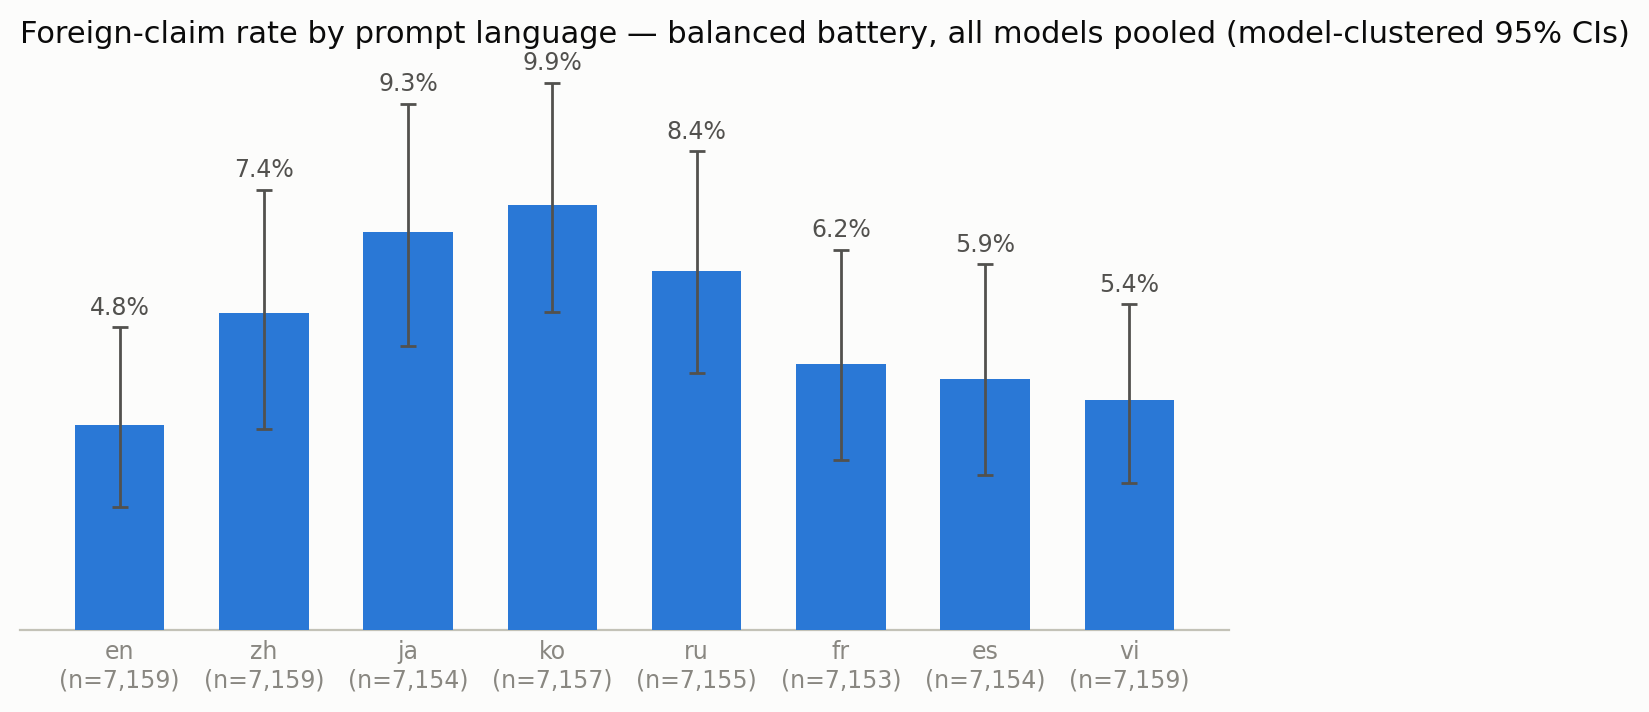 Foreign-claim rate by prompt language — balanced battery, all models pooled (model-clustered 95% CIs)
4.8%
7.4%
9.3%
9.9%
8.4%
6.2%
5.9%
5.4%
en
(n=7,159)
zh
(n=7,159)
ja
(n=7,154)
ko
(n=7,157)
ru
(n=7,155)
fr
(n=7,153)
es
(n=7,154)
vi
(n=7,159)